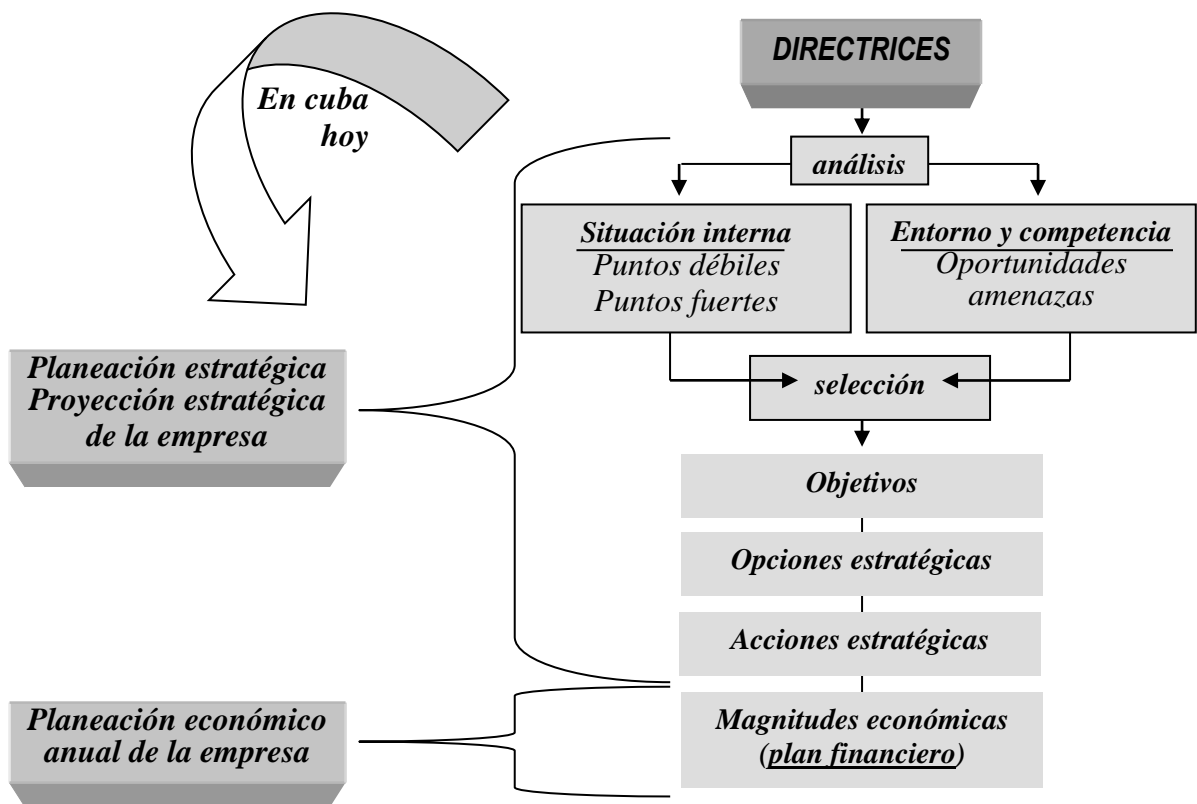 DIRECTRICES
En cuba
hoy
análisis
Situación interna
Puntos débiles
Puntos fuertes
Entorno y competencia
Oportunidades
amenazas
Planeación estratégica
Proyección estratégica
de la empresa
selección
Objetivos
Opciones estratégicas
Acciones estratégicas
Planeación económico
anual de la empresa
Magnitudes económicas
(plan financiero)